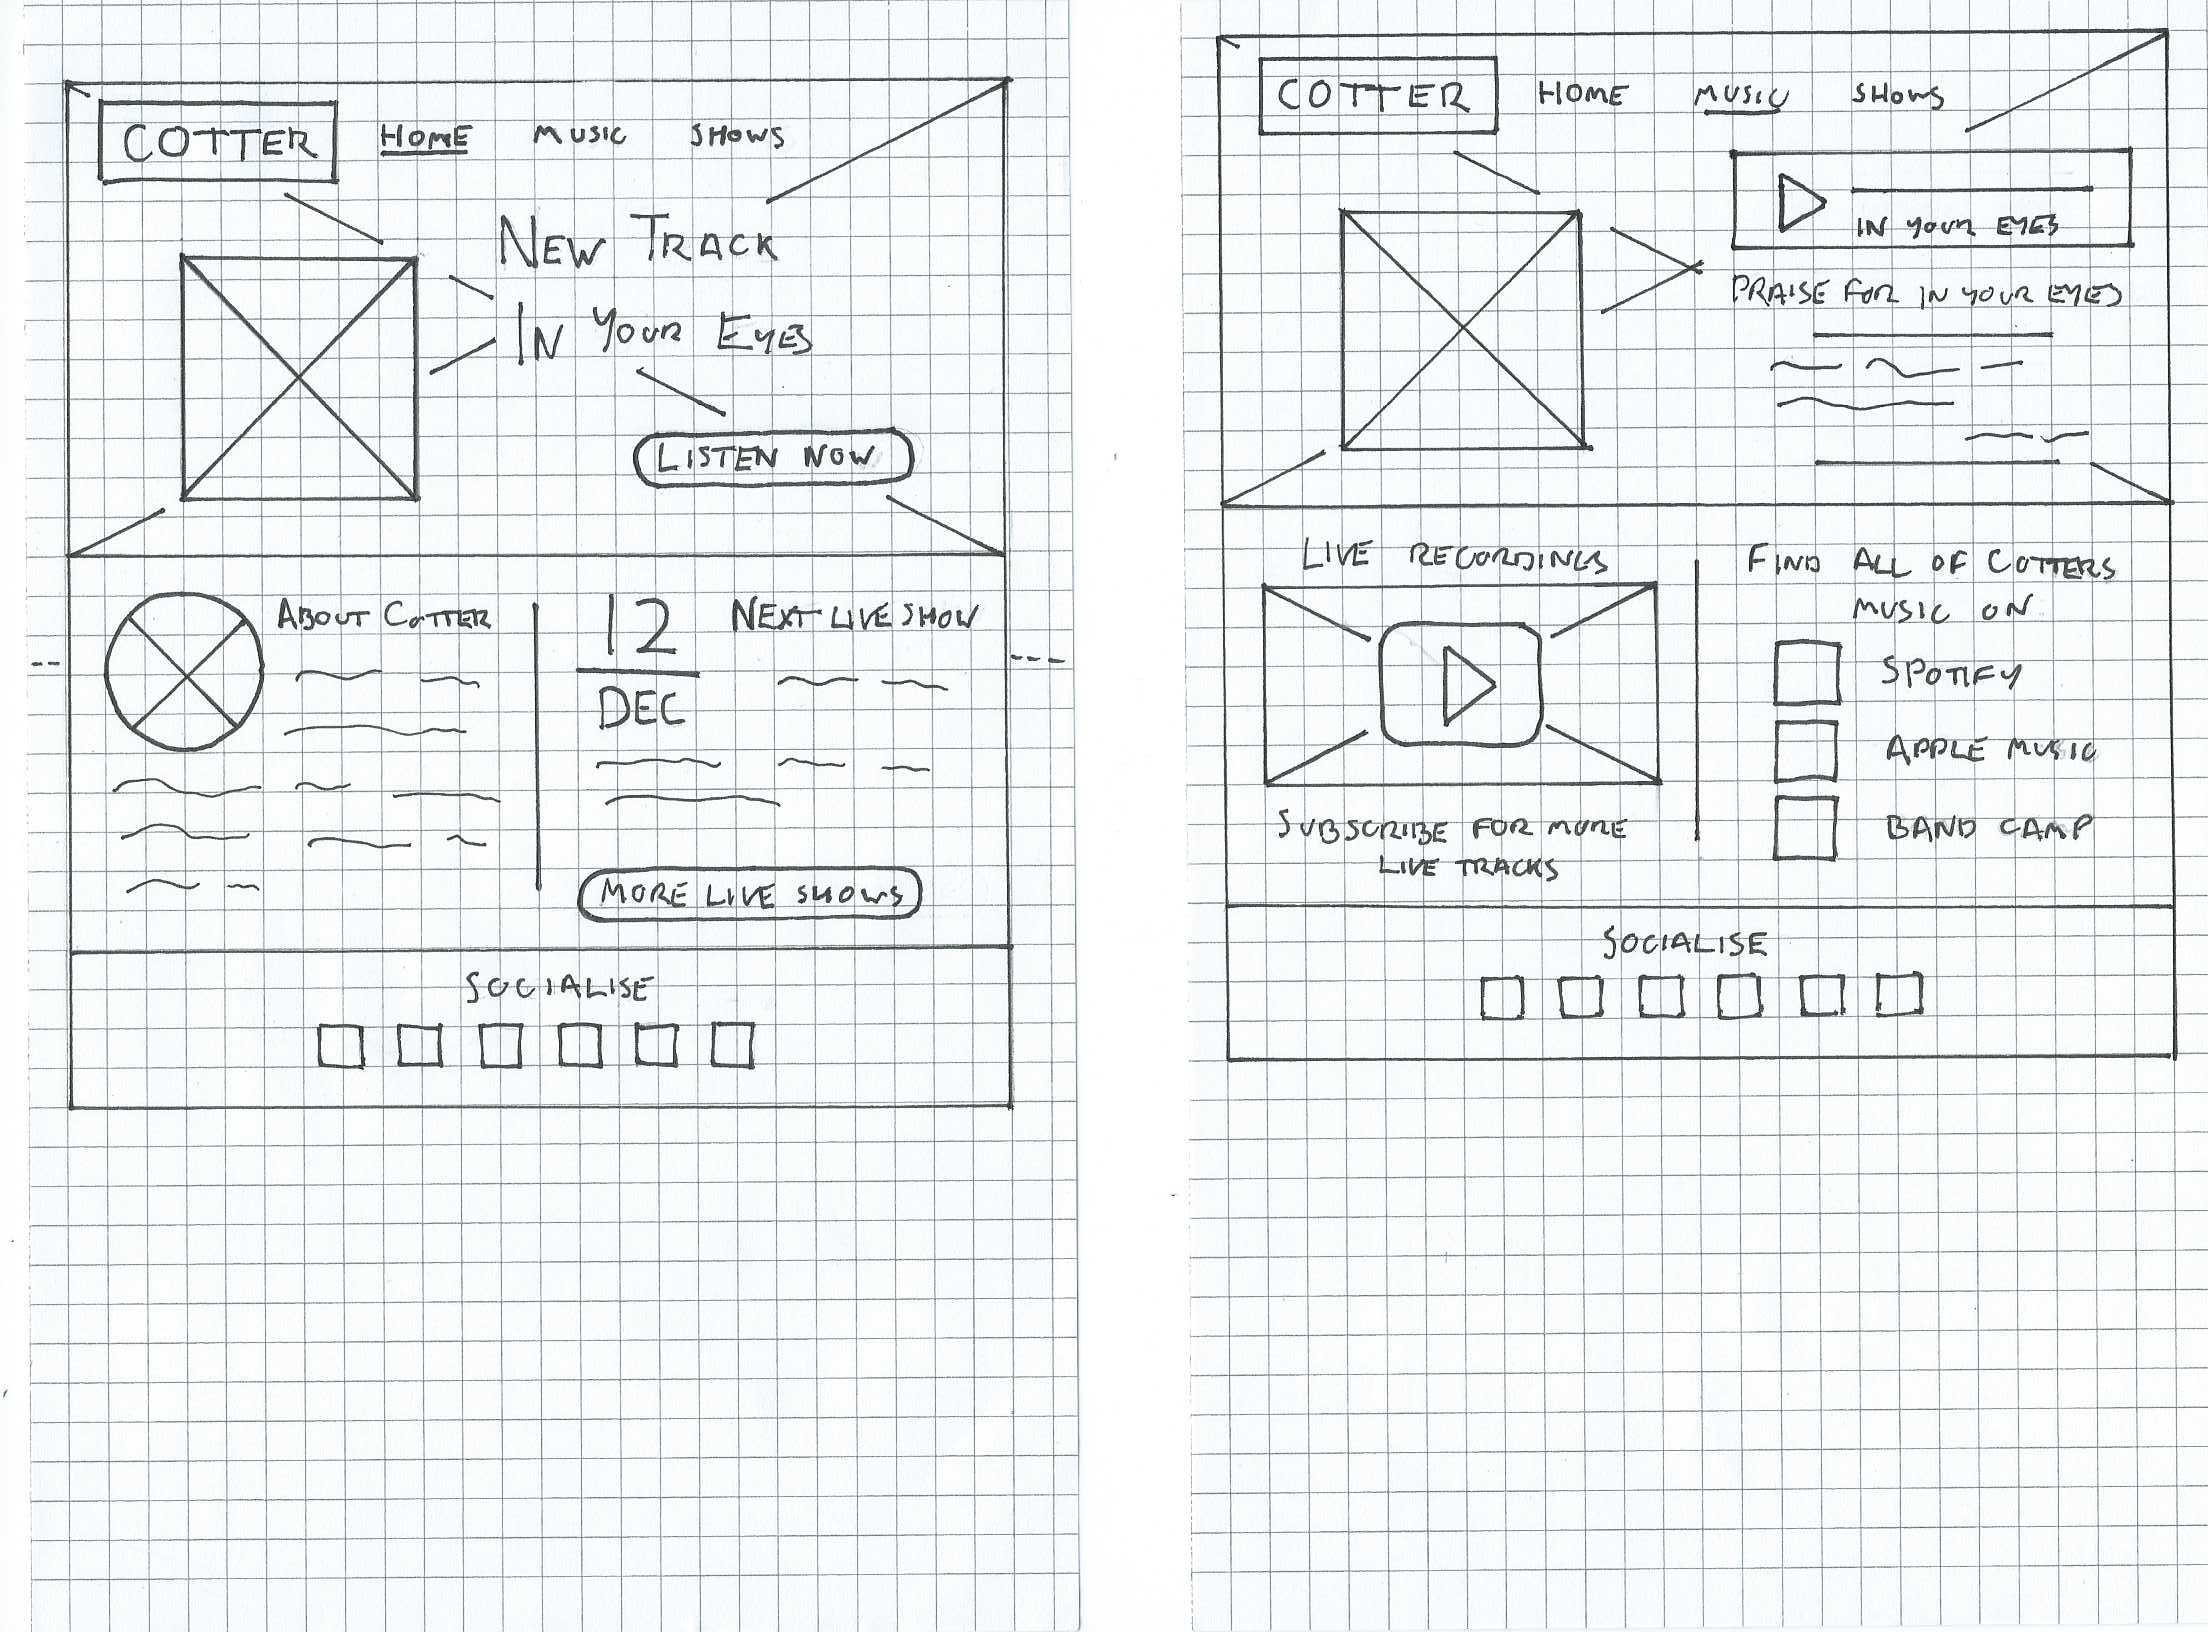 COTTER HOME MUSIC SHOWS
NEW TRACK
IN YOUR EYES
LISTEN NOW
ABOUT COTTER
12
DEC
NEXT LIVE SHOW
MORE LIVE SHOWS
SOCIALISE
COTTER HOME MUSIC SHOWS
IN YOUR EYES
PRAISE FOR IN YOUR EYES
LIVE RECORDINGS
SUBSCRIBE FOR MORE
LIVE TRACKS
FIND ALL OF COTTERS
MUSIC ON
SPOTIFY
APPLE MUSIC
BAND CAMP
SOCIALISE